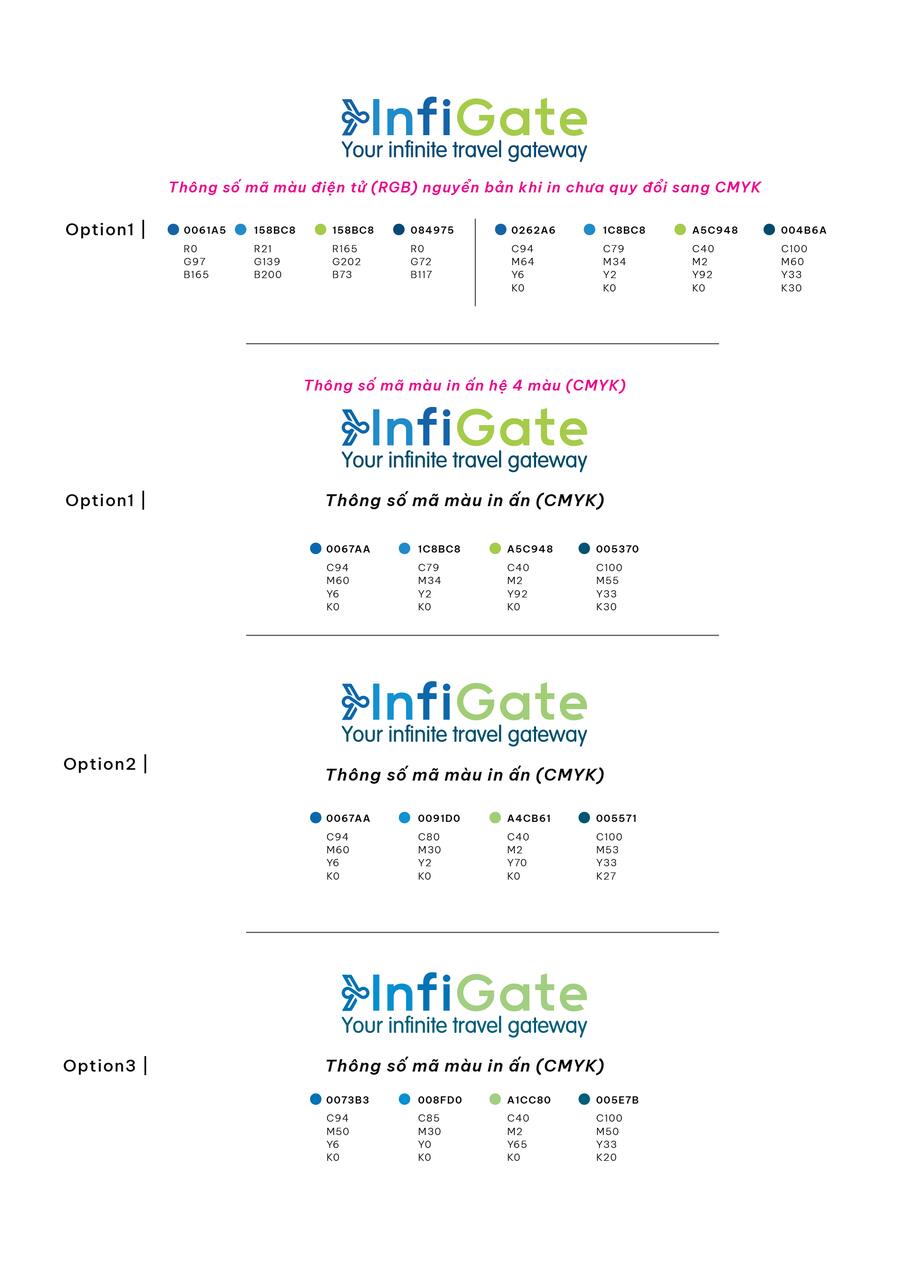 InfiGate
Your infinite travel gateway
Thông số mã màu điện tử (RGB) nguyển bản khi in chưa quy đổi sang CMYK
Option1 | 0061A5 158BC8 158BC8 084975 0262A6 1C8BC8 A5C948 004B6A
R0 R21 R165 R0 C94 C79 C40 C100
G97 G139 G202 G72 M64 M34 M2 M60
B165 B200 B73 B117 Y6 Y2 Y92 Y33
K0 K0 K0 K30
Thông số mã màu in ấn hệ 4 màu (CMYK)
InfiGate
Your infinite travel gateway
Option1 | Thông số mã màu in ấn (CMYK)
0067AA 1C8BC8 A5C948 005370
C94 C79 C40 C100
M60 M34 M2 M55
Y6 Y2 Y92 Y33
K0 K0 K0 K30
InfiGate
Your infinite travel gateway
Option2 |
Thông số mã màu in ấn (CMYK)
0067AA 0091D0 A4CB61 005571
C94 C80 C40 C100
M60 M30 M2 M53
Y6 Y2 Y70 Y33
K0 K0 K0 K27
InfiGate
Your infinite travel gateway
Option3 | Thông số mã màu in ấn (CMYK)
0073B3 008FD0 A1CC80 005E7B
C94 C85 C40 C100
M50 M30 M2 M50
Y6 Y0 Y65 Y33
K0 K0 K0 K20